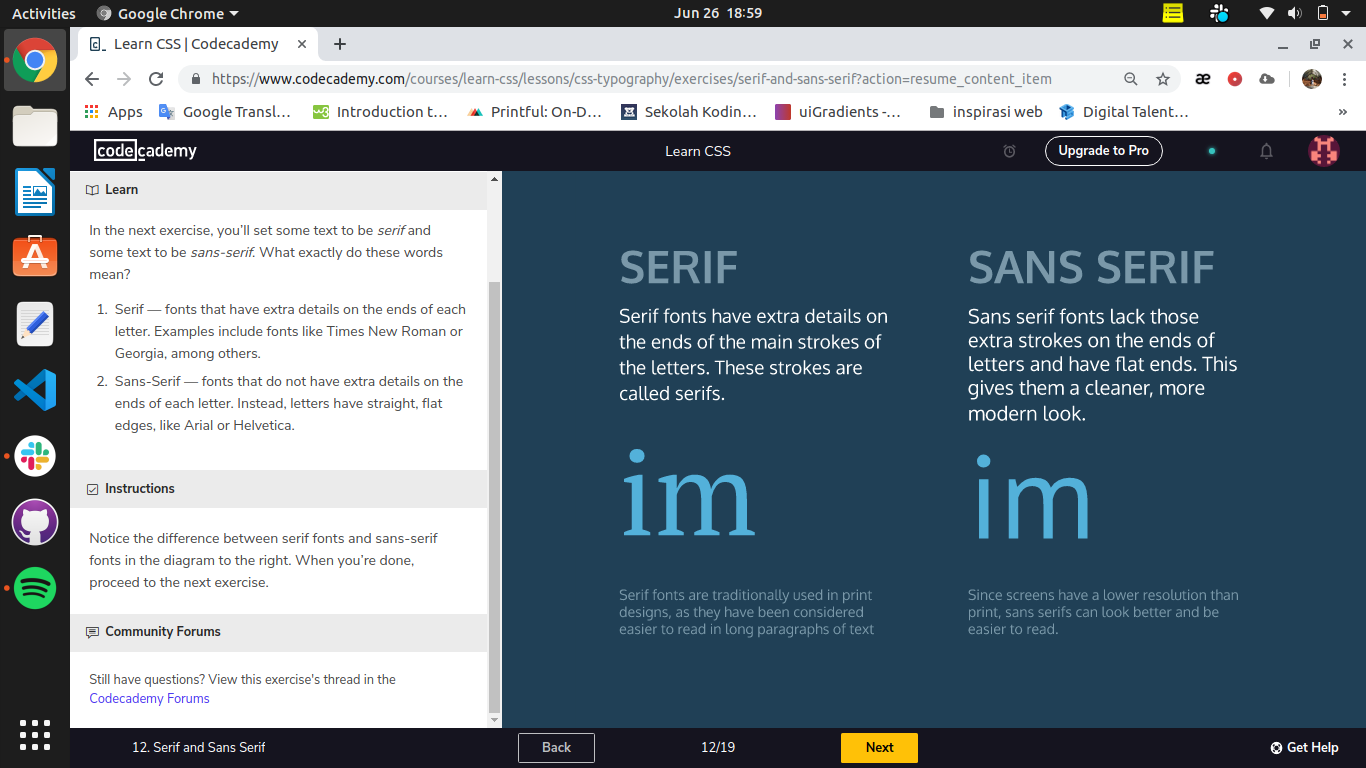 Activities
Google Chrome
Jun 26 18:59
Learn CSS | Codecademy
https://www.codecademy.com/courses/learn-css/lessons/css-typography/exercises/serif-and-sans-serif?action=resume_content_item
Apps
Google Transl...
Introduction t...
Printful: On-D...
Sekolah Kodin...
uiGradients -...
inspirasi web
Digital Talent...
codecademy
Learn CSS
Upgrade to Pro
Learn
In the next exercise, you’ll set some text to be serif and
some text to be sans-serif. What exactly do these words
mean?
1. Serif — fonts that have extra details on the ends of each
letter. Examples include fonts like Times New Roman or
Georgia, among others.
2. Sans-Serif — fonts that do not have extra details on the
ends of each letter. Instead, letters have straight, flat
edges, like Arial or Helvetica.
Instructions
Notice the difference between serif fonts and sans-serif
fonts in the diagram to the right. When you’re done,
proceed to the next exercise.
Community Forums
Still have questions? View this exercise's thread in the
Codecademy Forums
SERIF
Serif fonts have extra details on
the ends of the main strokes of
the letters. These strokes are
called serifs.
im
Serif fonts are traditionally used in print
designs, as they have been considered
easier to read in long paragraphs of text
SANS SERIF
Sans serif fonts lack those
extra strokes on the ends of
letters and have flat ends. This
gives them a cleaner, more
modern look.
im
Since screens have a lower resolution than
print, sans serifs can look better and be
easier to read.
12. Serif and Sans Serif
Back
12/19
Next
Get Help